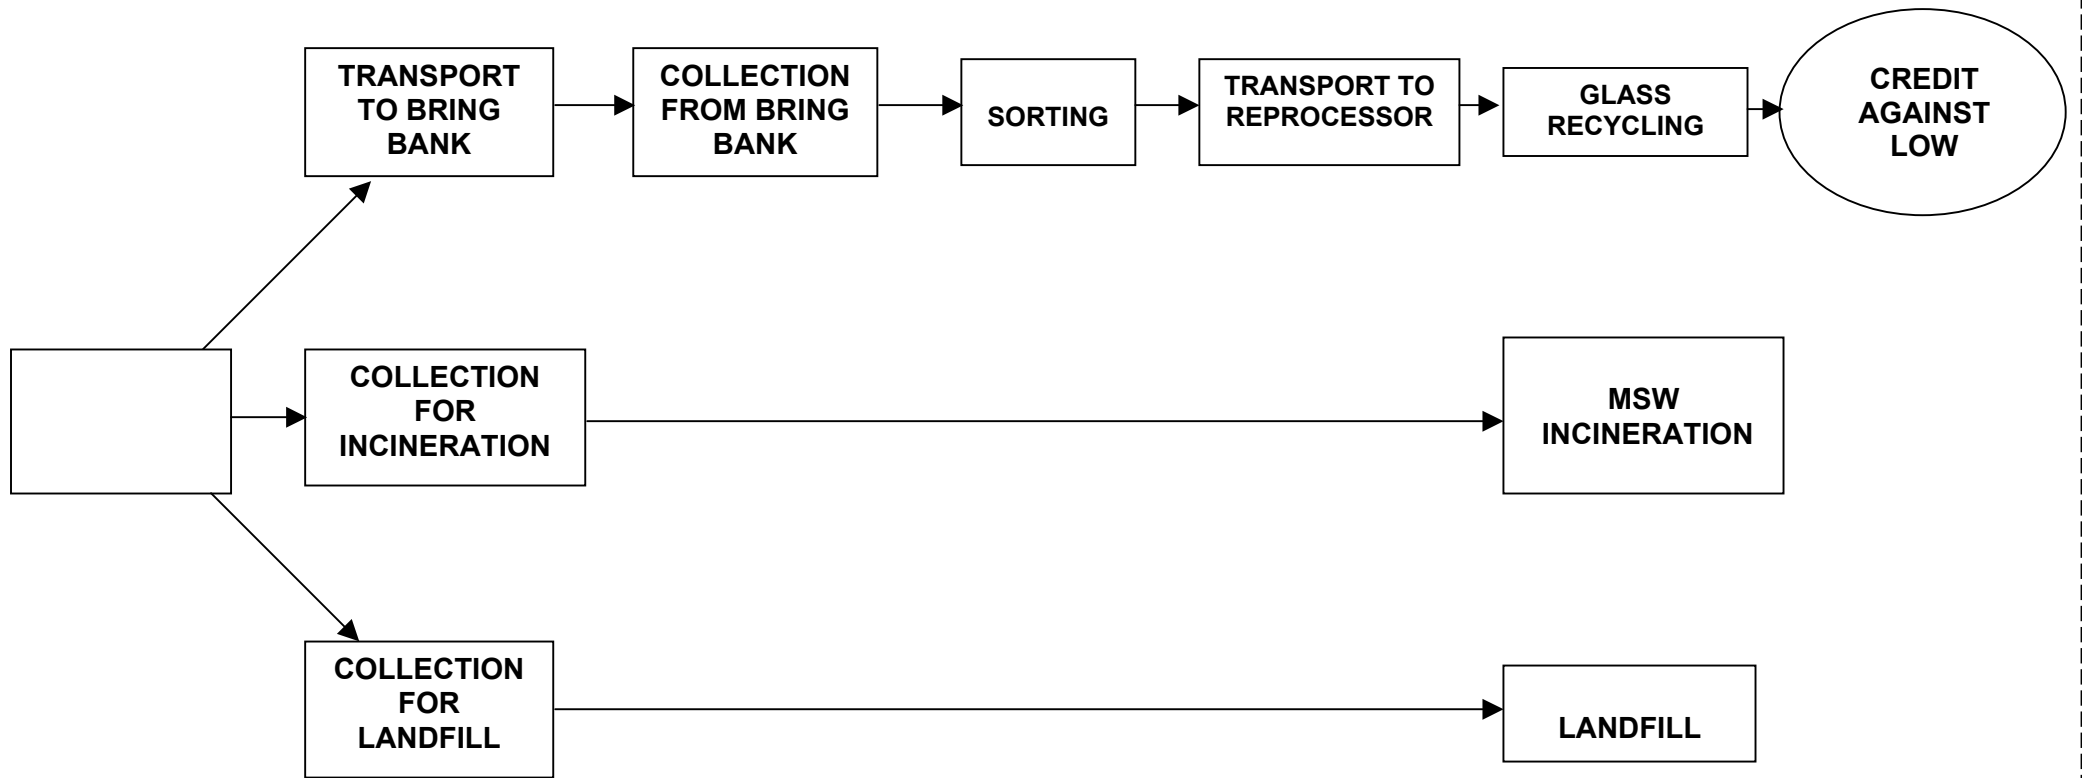 TRANSPORT
TO BRING
BANK
COLLECTION
FROM BRING
BANK
SORTING
TRANSPORT TO
REPROCESSOR
GLASS
RECYCLING
CREDIT
AGAINST
LOW
COLLECTION
FOR
INCINERATION
MSW
INCINERATION
COLLECTION
FOR
LANDFILL
LANDFILL